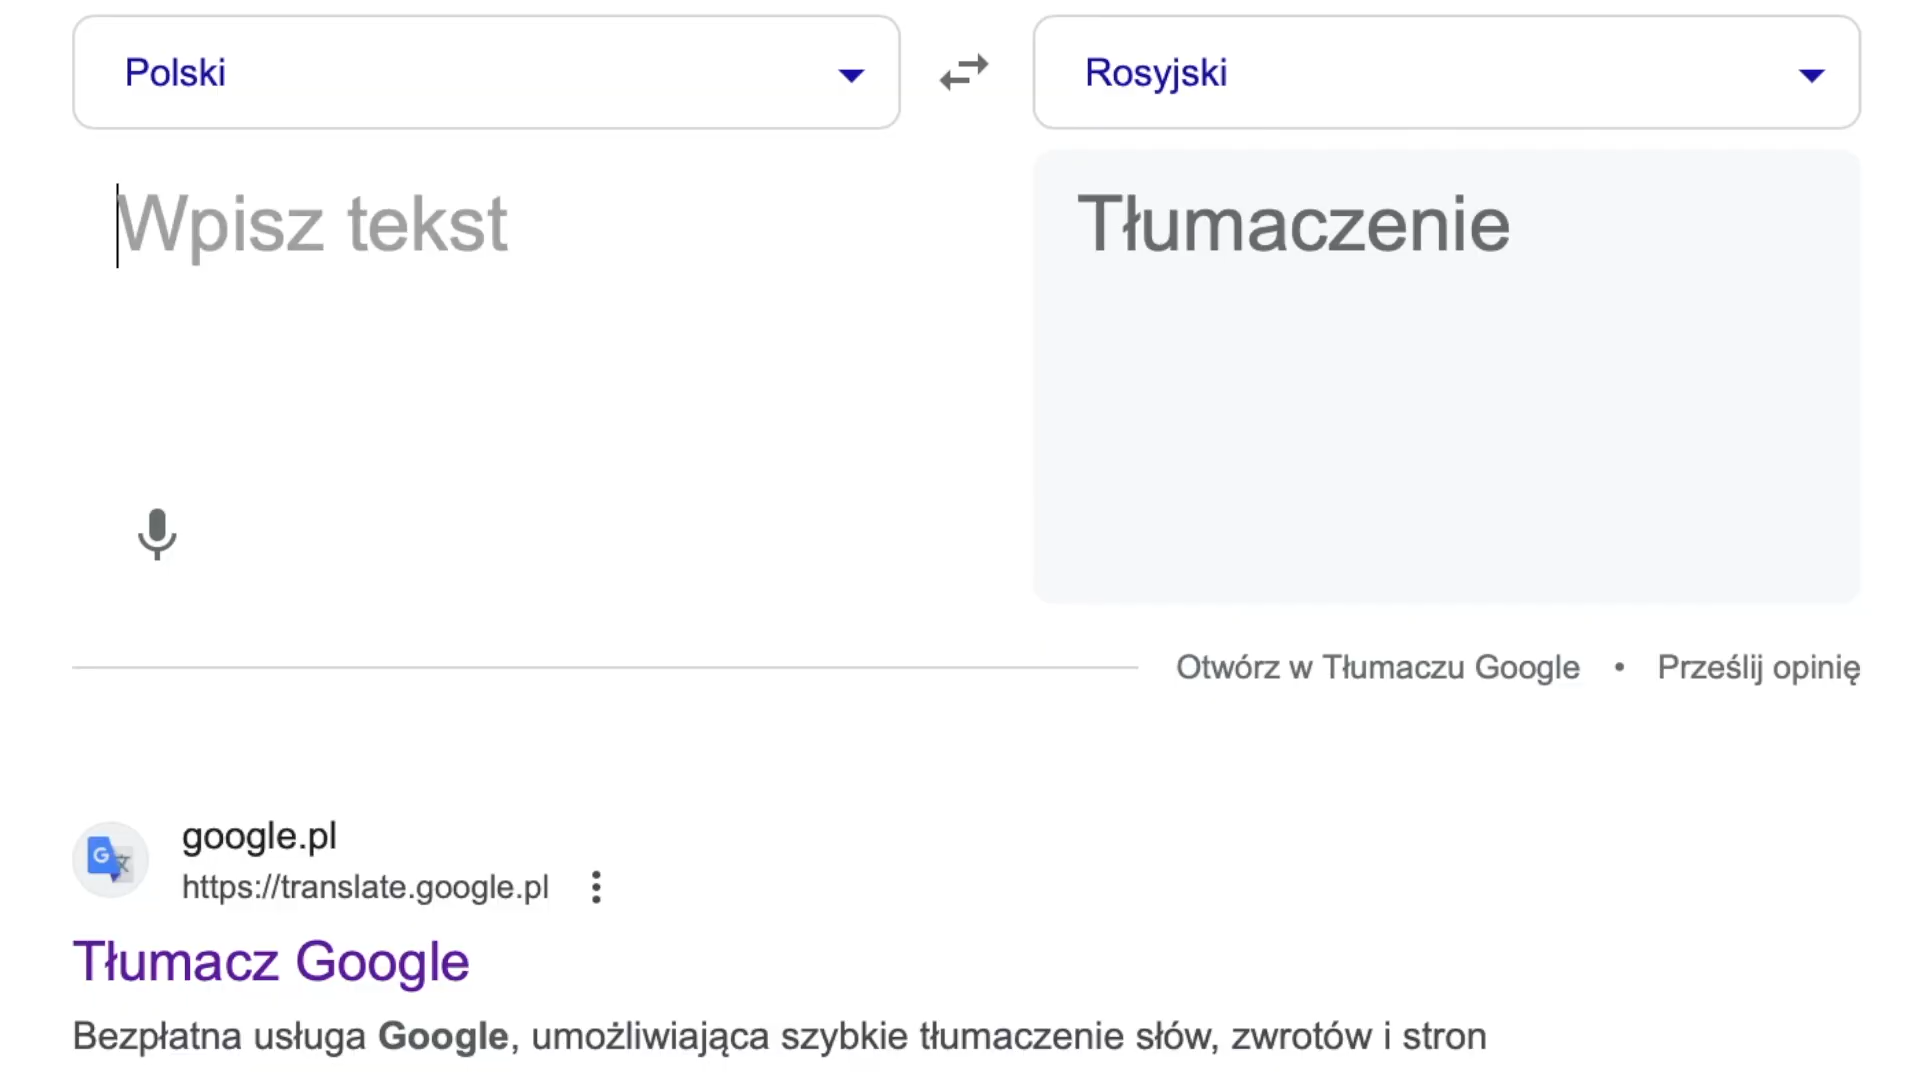 Polski
Rosyjski
Wpisz tekst
Tłumaczenie
Otwórz w Tłumaczu Google • Prześlij opinię
google.pl
https://translate.google.pl
Tłumacz Google
Bezpłatna usługa Google, umożliwiająca szybkie tłumaczenie słów, zwrotów i stron